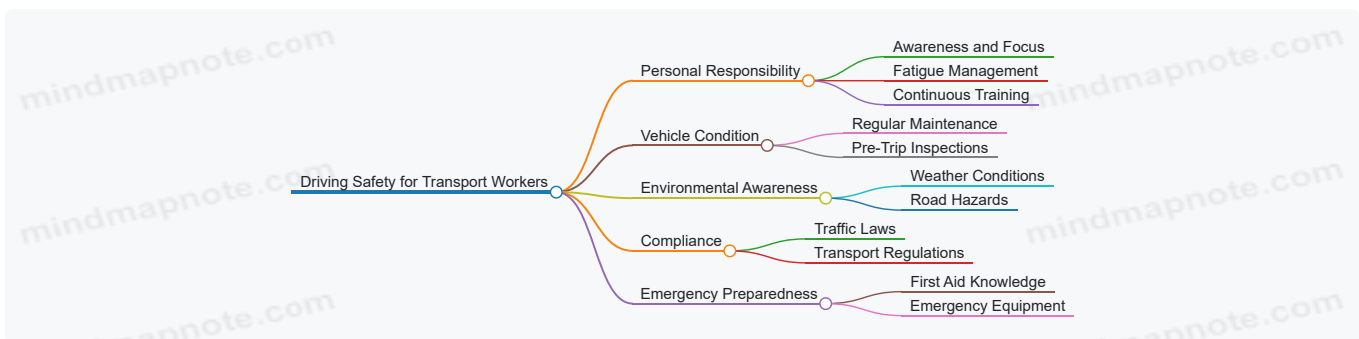 mindmapnote.com
mindmapnote.com
Awareness and Focus
Personal Responsibility
Fatigue Management
Continuous Training
Regular Maintenance
Vehicle Condition
Pre-Trip Inspections
mindmapnote.com
mindmapnote.com
Driving Safety for Transport Workers
Weather Conditions
Environmental Awareness
Road Hazards
Traffic Laws
Compliance
Transport Regulations
First Aid Knowledge
Emergency Preparedness
Emergency Equipment
mindmapnote.com
mindmapnote.com